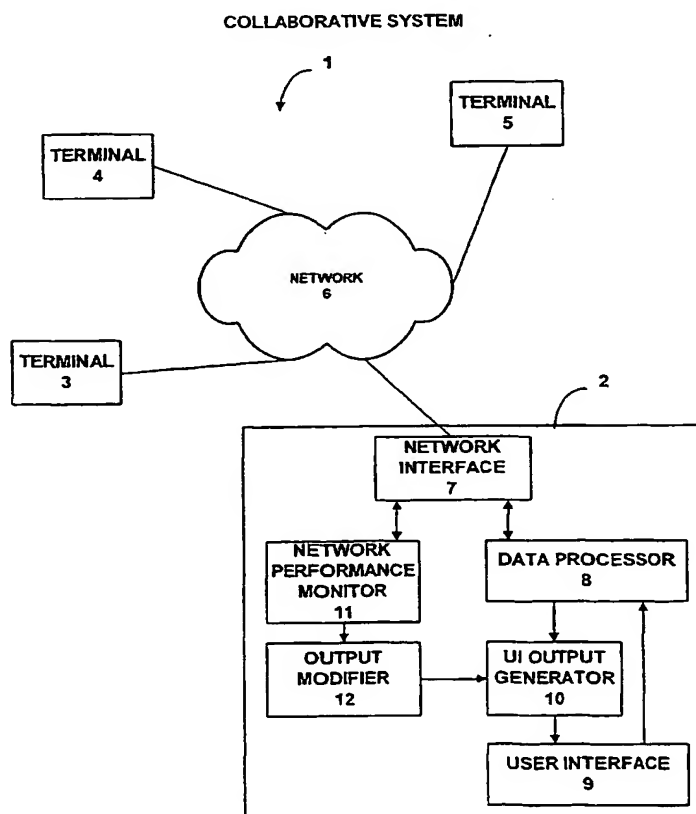 COLLABORATIVE SYSTEM
1
TERMINAL
5
TERMINAL
4
NETWORK
6
TERMINAL
3
2
NETWORK
INTERFACE
7
NETWORK
PERFORMANCE
MONITOR
11
DATA PROCESSOR
8
OUTPUT
MODIFIER
12
UI OUTPUT
GENERATOR
10
USER INTERFACE
9